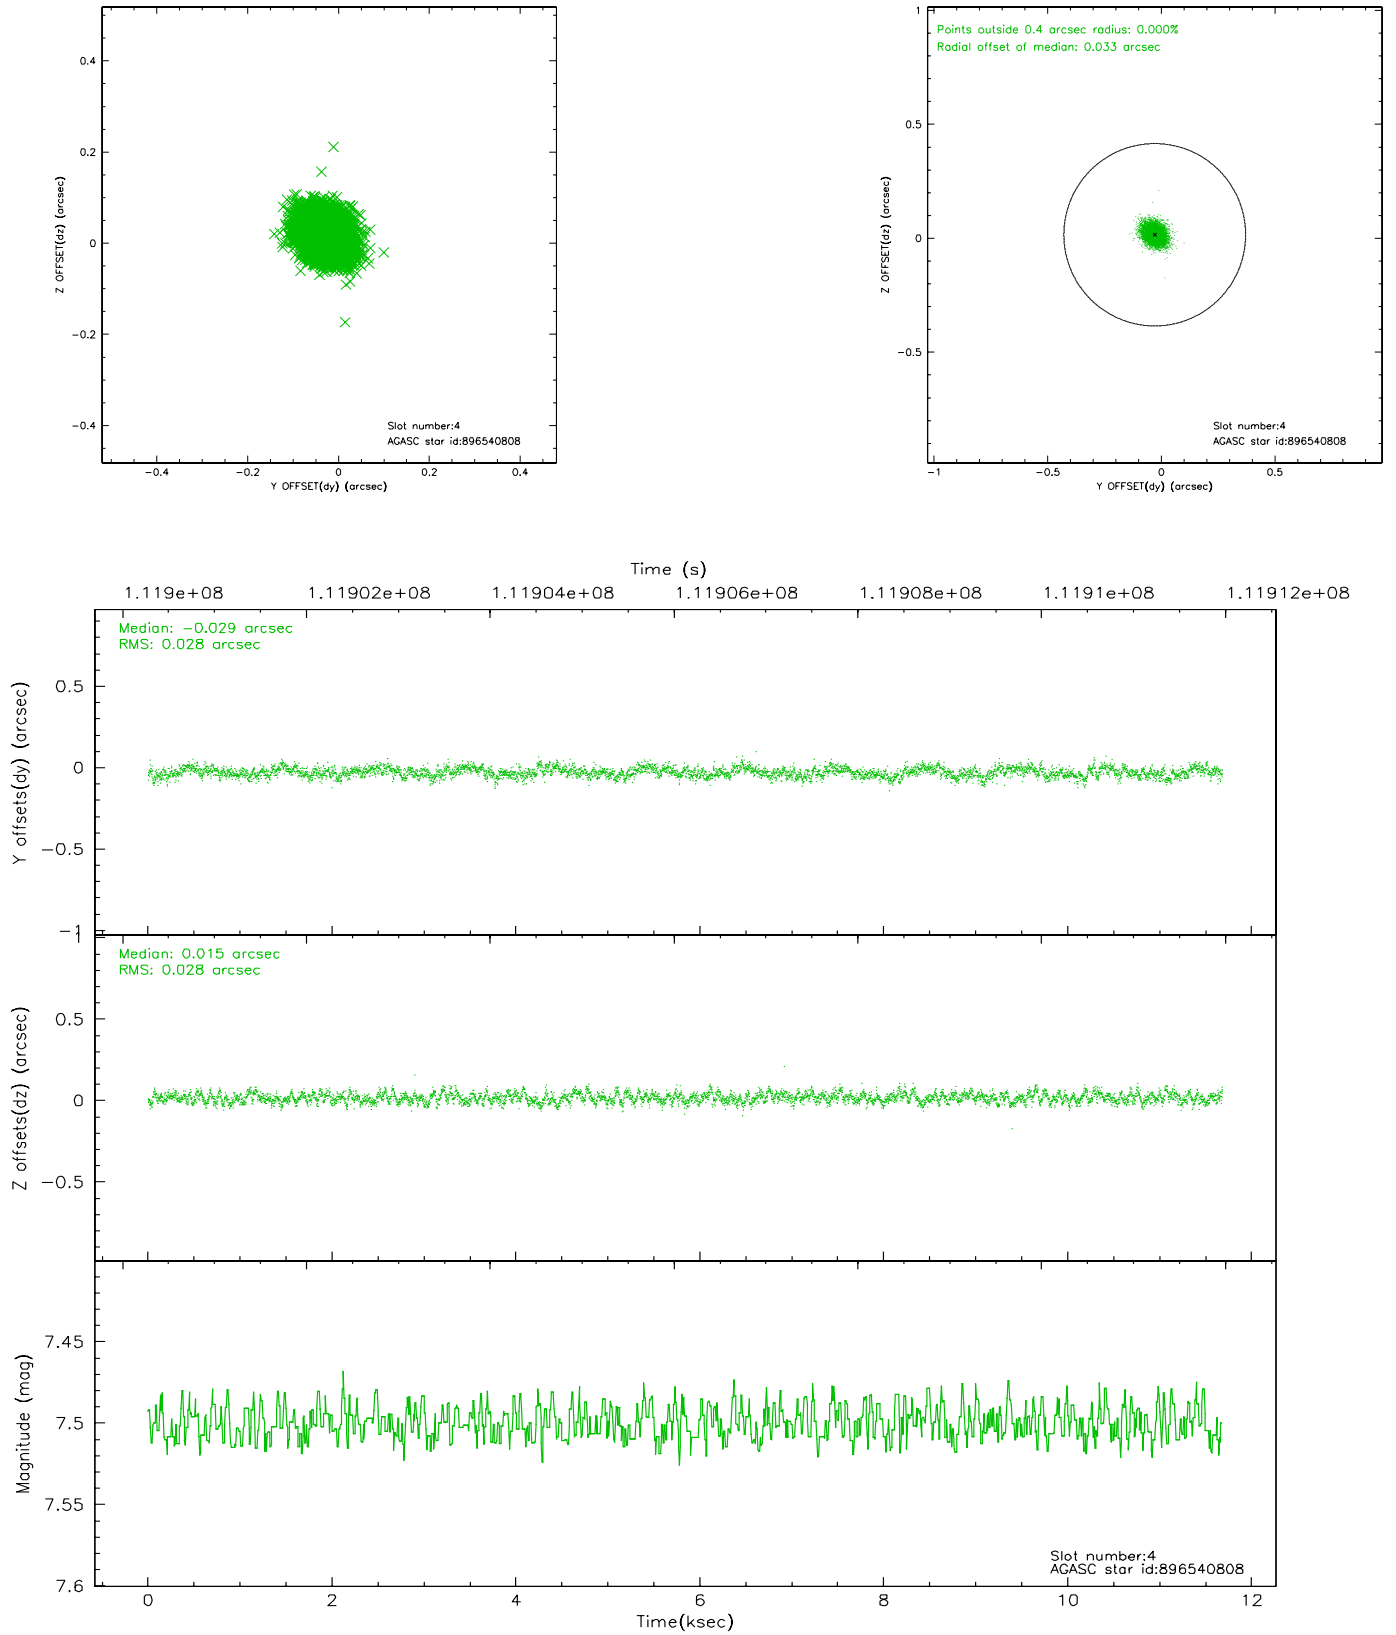 0.4
0.2
0
−0.2
−0.4
Z OFFSET(dz) (arcsec)
Slot number:4
AGASC star id:896540808
−0.4 −0.2 0 0.2 0.4
Y OFFSET(dy) (arcsec)
Points outside 0.4 arcsec radius: 0.000%
Radial offset of median: 0.033 arcsec
1
0.5
0
−0.5
Z OFFSET(dz) (arcsec)
Slot number:4
AGASC star id:896540808
−1 −0.5 0 0.5
Y OFFSET(dy) (arcsec)
Time (s)
1.119e+08 1.11902e+08 1.11904e+08 1.11906e+08 1.11908e+08 1.1191e+08 1.11912e+08
Median: −0.029 arcsec
RMS: 0.028 arcsec
0.5
0
−0.5
−1
Y offsets(dy) (arcsec)
Median: 0.015 arcsec
RMS: 0.028 arcsec
1
0.5
0
−0.5
Z offsets(dz) (arcsec)
7.45
7.5
7.55
7.6
Magnitude (mag)
Slot number:4
AGASC star id:896540808
0 2 4 6 8 10 12
Time(ksec)